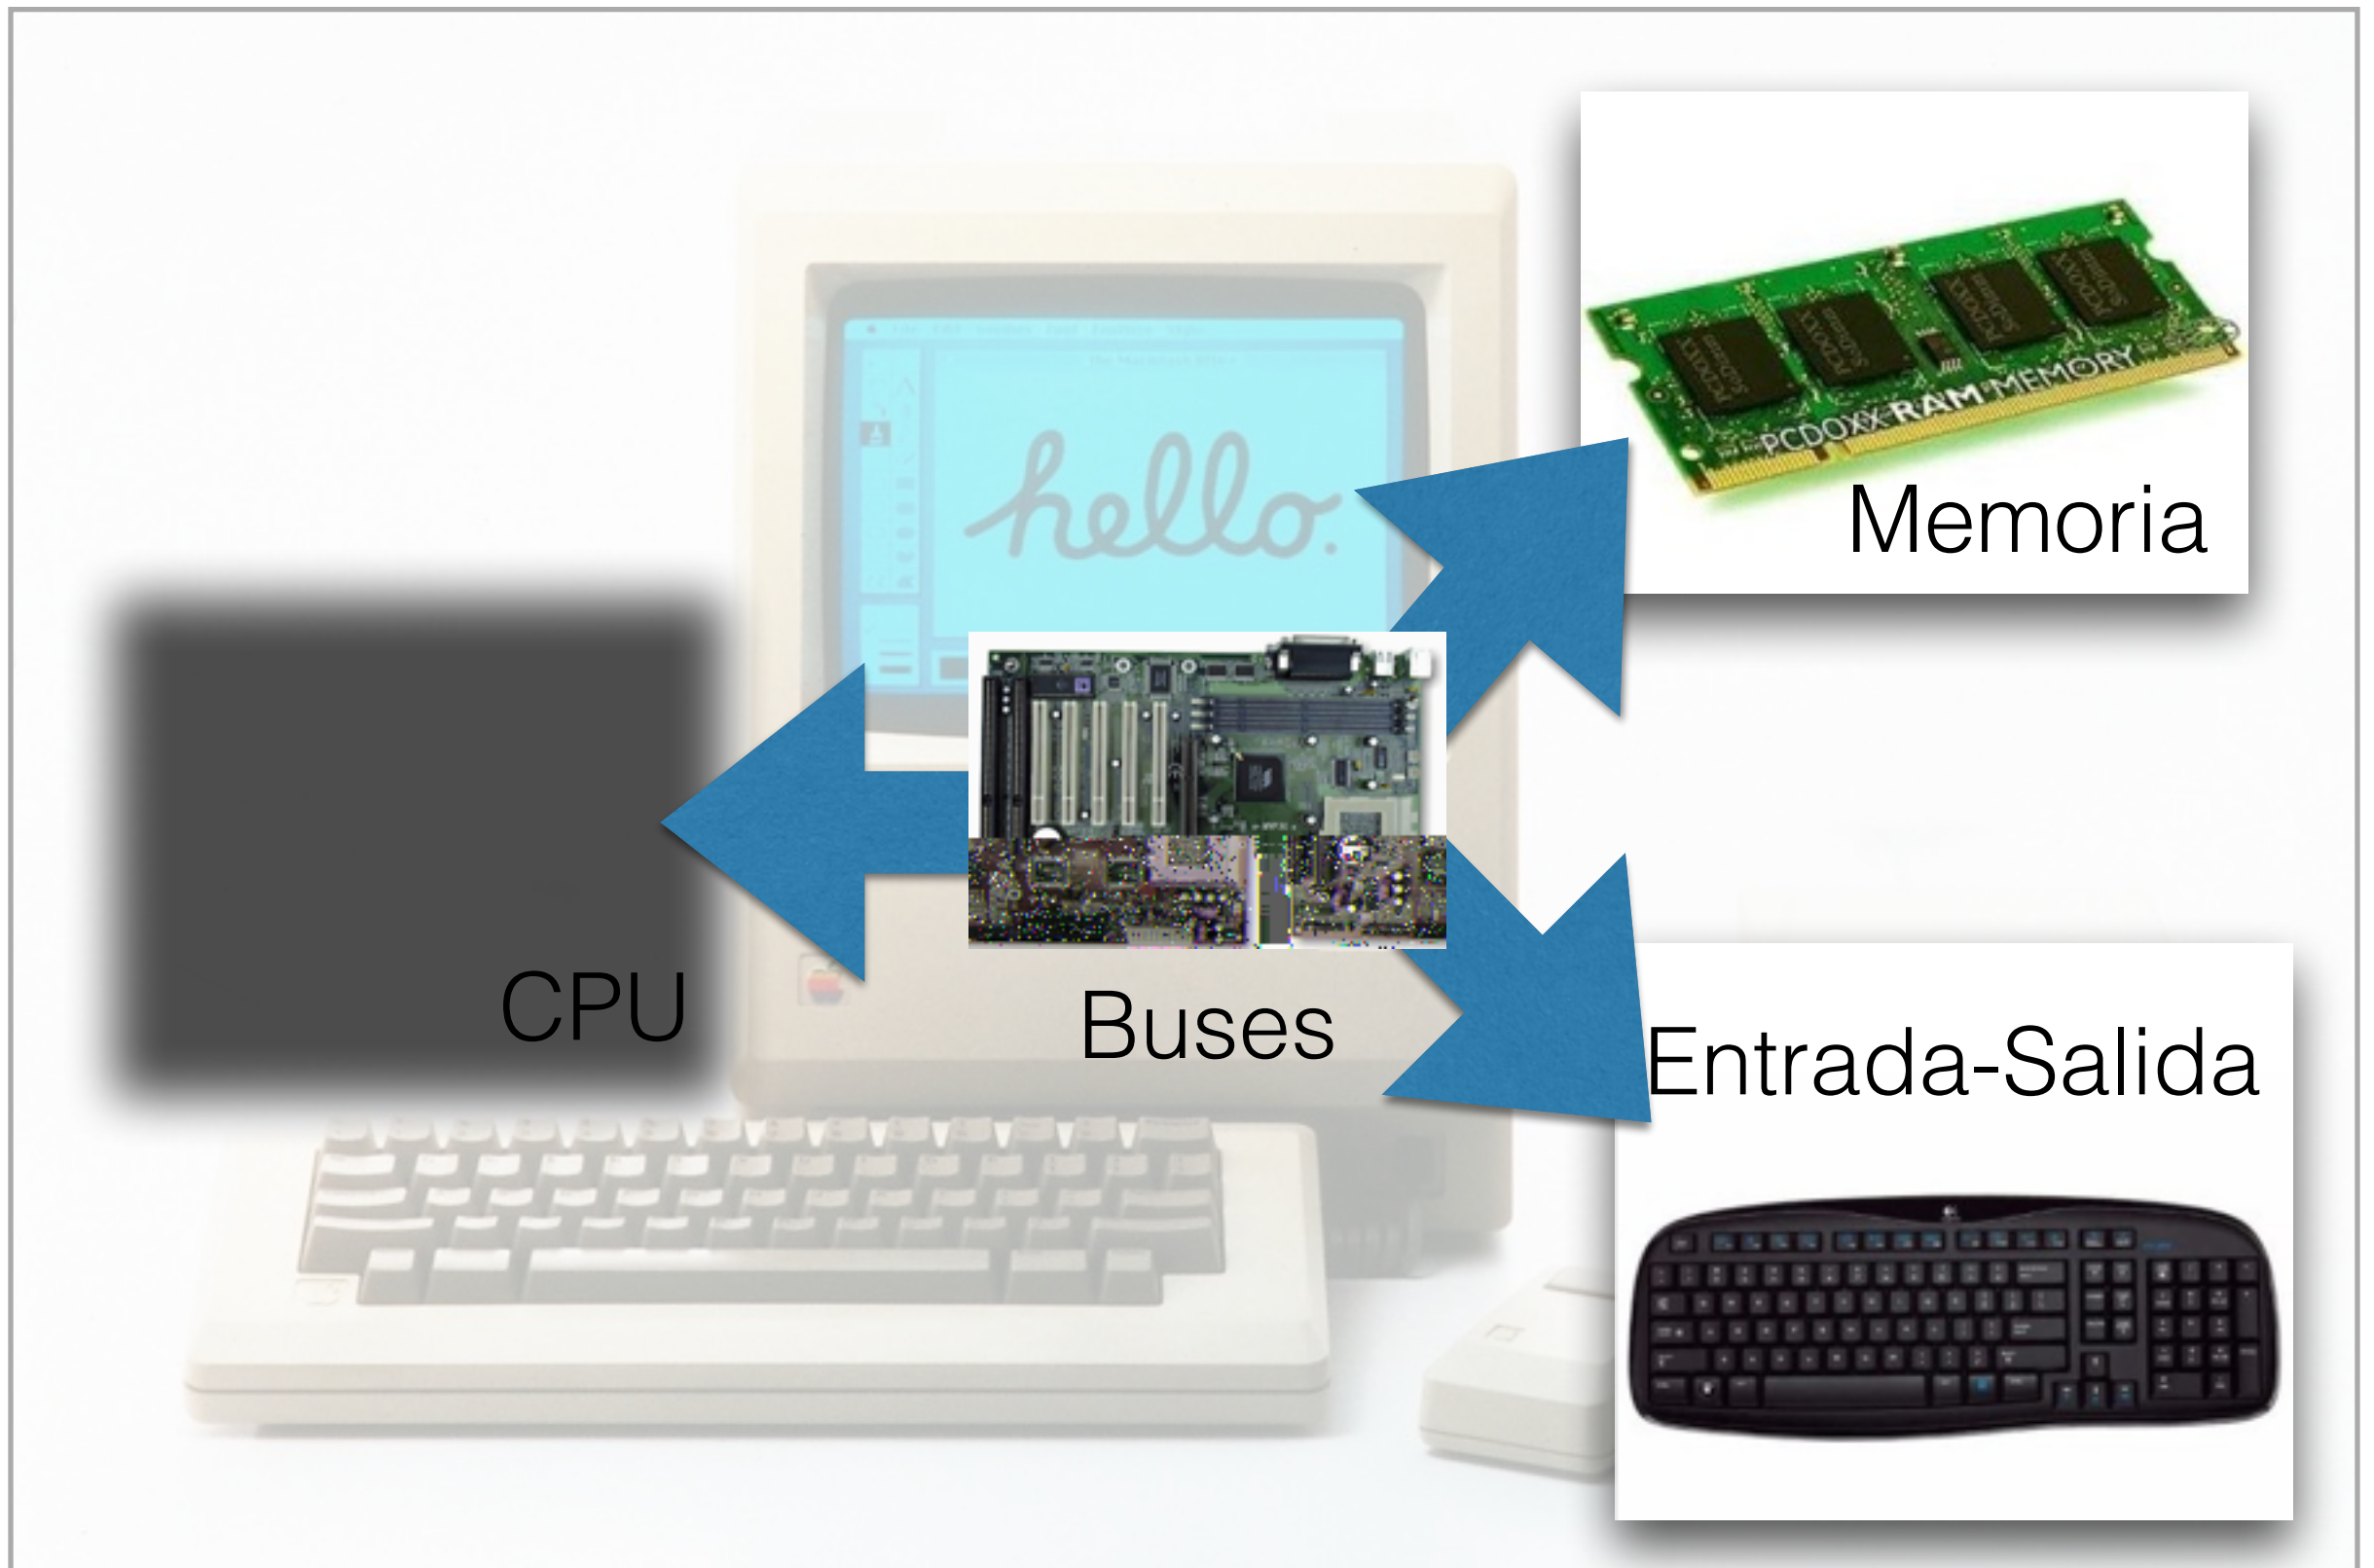 hello.
PCDOXX RAM MEMORY
Memoria
CPU
Buses
Entrada-Salida